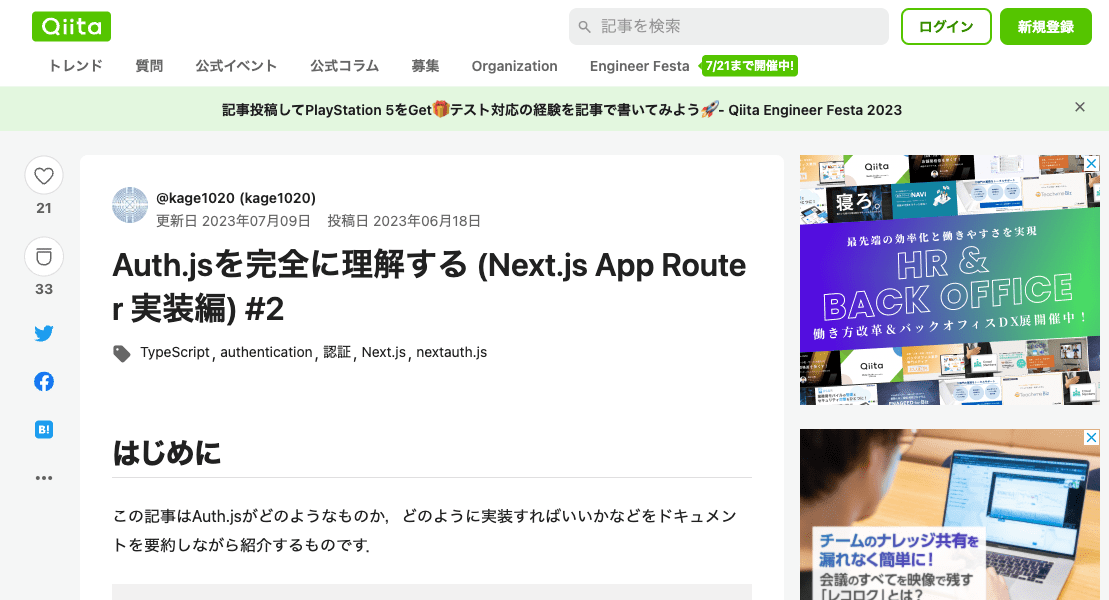 Qiita
記事を検索
ログイン
新規登録
トレンド
質問
公式イベント
公式コラム
募集
Organization
Engineer Festa
7/21まで開催中!
記事投稿してPlayStation 5をGet🎁テスト対応の経験を記事で書いてみよう🚀- Qiita Engineer Festa 2023
21
33
B!
@kage1020 (kage1020)
更新日 2023年07月09日 投稿日 2023年06月18日
Auth.jsを完全に理解する (Next.js App Route
r 実装編) #2
TypeScript, authentication, 認証, Next.js, nextauth.js
はじめに
この記事はAuth.jsがどのようなものか，どのように実装すればいいかなどをドキュメン
トを要約しながら紹介するものです．
Qiita
寝ろ。
NAVI
最先端の効率化と働きやすさを実現
HR &
BACK OFFICE
働き方改革＆バックオフィスDX展開催中！
Qiita
チームのナレッジ共有を
漏れなく簡単に！
会議のすべてを映像で残す
「レコロク」とは？